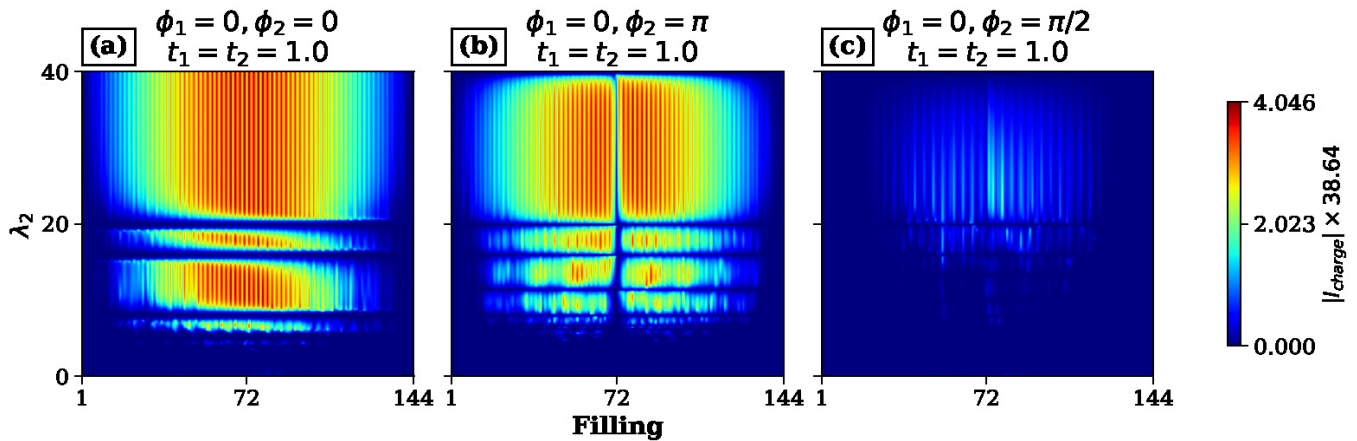 (a) ϕ₁ = 0, ϕ₂ = 0
t₁ = t₂ = 1.0
(b) ϕ₁ = 0, ϕ₂ = π
t₁ = t₂ = 1.0
(c) ϕ₁ = 0, ϕ₂ = π/2
t₁ = t₂ = 1.0
λ₂
40
20
0
1 72 144
1 72 144
1 72 144
Filling
4.046
2.023
0.000
|I_charge| × 38.64